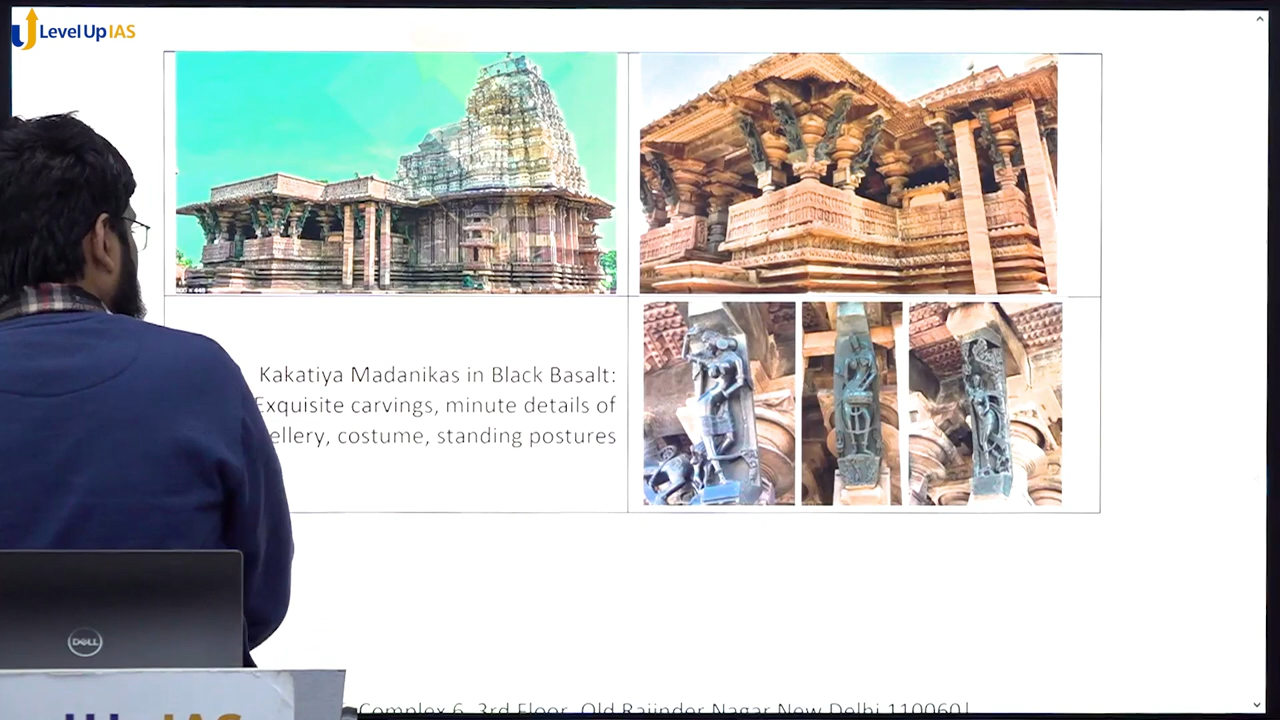 Level Up IAS
Kakatiya Madanikas in Black Basalt:
Exquisite carvings, minute details of
ellery, costume, standing postures
DELL
Complex 6, 3rd Floor, Old Rajinder Nagar New Delhi 110060